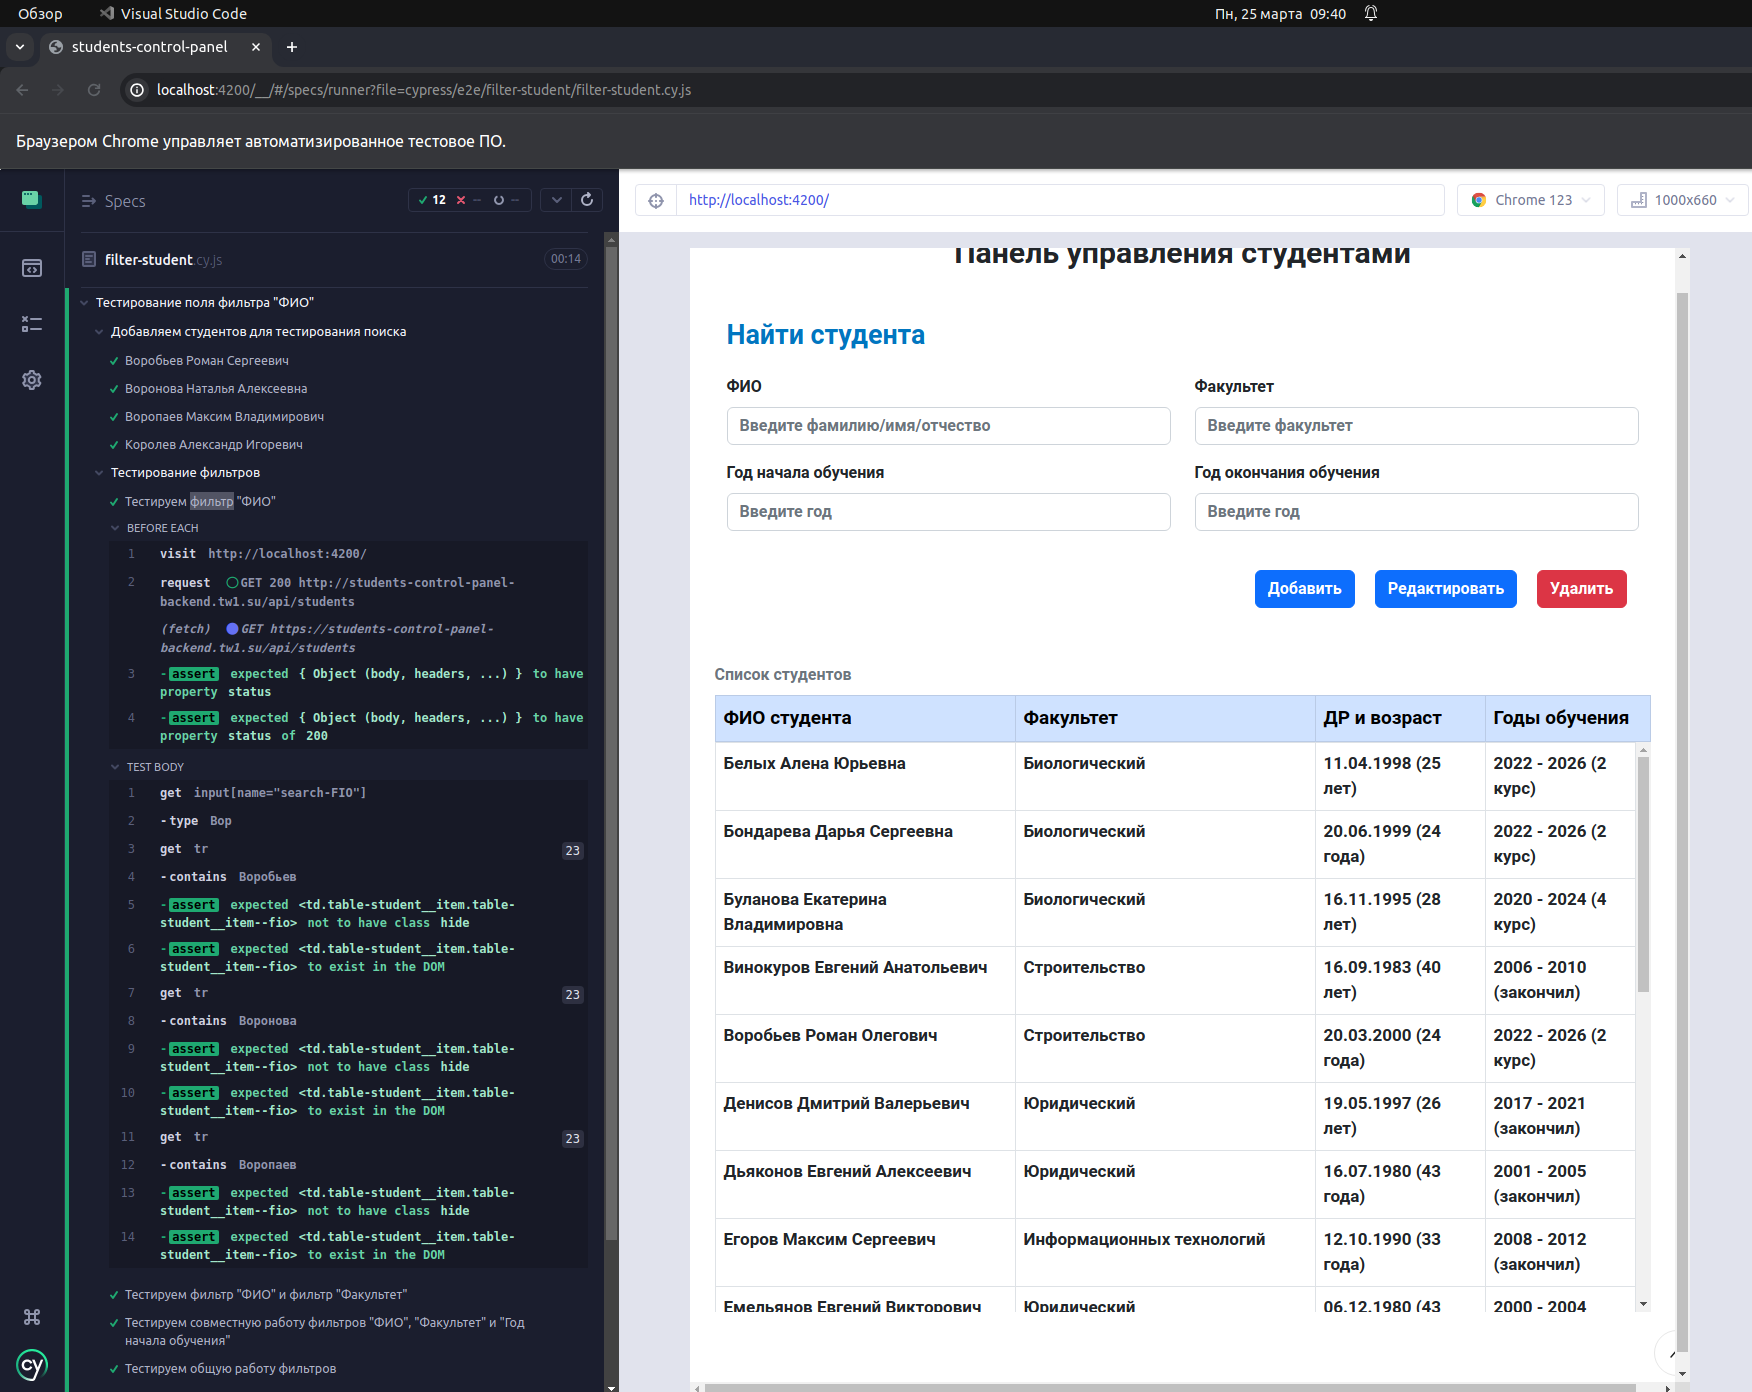 Обзор
Visual Studio Code
Пн, 25 марта 09:40
students-control-panel
localhost:4200/__/#/specs/runner?file=cypress/e2e/filter-student/filter-student.cy.js
Браузером Chrome управляет автоматизированное тестовое ПО.
Specs
12 -- --
filter-student.cy.js
00:14
Тестирование поля фильтра "ФИО"
Добавляем студентов для тестирования поиска
Воробьев Роман Сергеевич
Воронова Наталья Алексеевна
Воропаев Максим Владимирович
Королев Александр Игоревич
Тестирование фильтров
Тестируем фильтр "ФИО"
BEFORE EACH
1 visit http://localhost:4200/
2 request GET 200 http://students-control-panel-
backend.tw1.su/api/students
(fetch) GET https://students-control-panel-
backend.tw1.su/api/students
3 -assert expected { Object (body, headers, ...) } to have
property status
4 -assert expected { Object (body, headers, ...) } to have
property status of 200
TEST BODY
1 get input[name="search-FIO"]
2 -type Вор
3 get tr 23
4 -contains Воробьев
5 -assert expected <td.table-student__item.table-
student__item--fio> not to have class hide
6 -assert expected <td.table-student__item.table-
student__item--fio> to exist in the DOM
7 get tr 23
8 -contains Воронова
9 -assert expected <td.table-student__item.table-
student__item--fio> not to have class hide
10 -assert expected <td.table-student__item.table-
student__item--fio> to exist in the DOM
11 get tr 23
12 -contains Воропаев
13 -assert expected <td.table-student__item.table-
student__item--fio> not to have class hide
14 -assert expected <td.table-student__item.table-
student__item--fio> to exist in the DOM
Тестируем фильтр "ФИО" и фильтр "Факультет"
Тестируем совместную работу фильтров "ФИО", "Факультет" и "Год
начала обучения"
Тестируем общую работу фильтров
cy
http://localhost:4200/
Chrome 123
1000x660
Панель управления студентами
Найти студента
ФИО
Факультет
Введите фамилию/имя/отчество
Введите факультет
Год начала обучения
Год окончания обучения
Введите год
Введите год
Добавить
Редактировать
Удалить
Список студентов
ФИО студента Факультет ДР и возраст Годы обучения
Белых Алена Юрьевна Биологический 11.04.1998 (25 2022 - 2026 (2
лет) курс)
Бондарева Дарья Сергеевна Биологический 20.06.1999 (24 2022 - 2026 (2
года) курс)
Буланова Екатерина Биологический 16.11.1995 (28 2020 - 2024 (4
Владимировна лет) курс)
Винокуров Евгений Анатольевич Строительство 16.09.1983 (40 2006 - 2010
лет) (закончил)
Воробьев Роман Олегович Строительство 20.03.2000 (24 2022 - 2026 (2
года) курс)
Денисов Дмитрий Валерьевич Юридический 19.05.1997 (26 2017 - 2021
лет) (закончил)
Дьяконов Евгений Алексеевич Юридический 16.07.1980 (43 2001 - 2005
года) (закончил)
Егоров Максим Сергеевич Информационных технологий 12.10.1990 (33 2008 - 2012
года) (закончил)
Емельянов Евгений Викторович Юридический 06.12.1980 (43 2000 - 2004